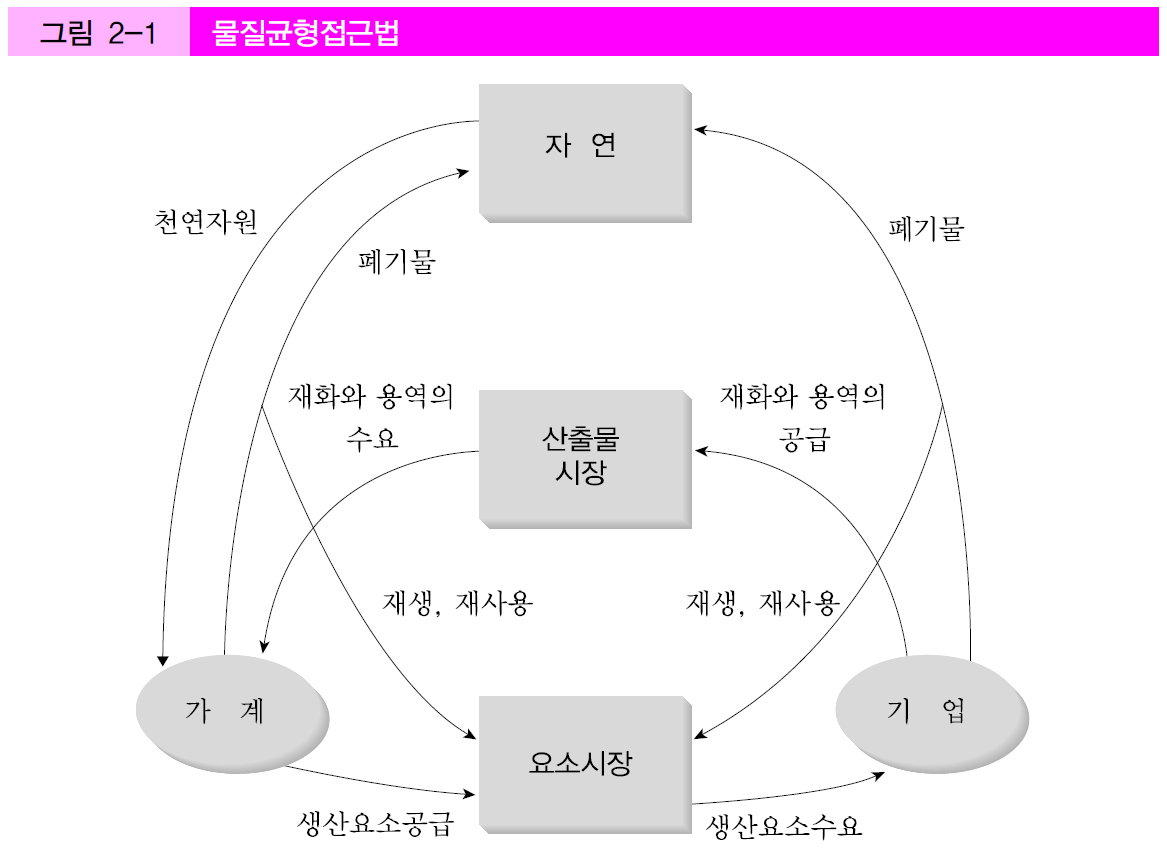 그림 2-1 물질균형접근법
자 연
천연자원
폐기물
폐기물
재화와 용역의
수요
산출물
시장
재화와 용역의
공급
재생, 재사용
재생, 재사용
가 계
기 업
요소시장
생산요소공급
생산요소수요